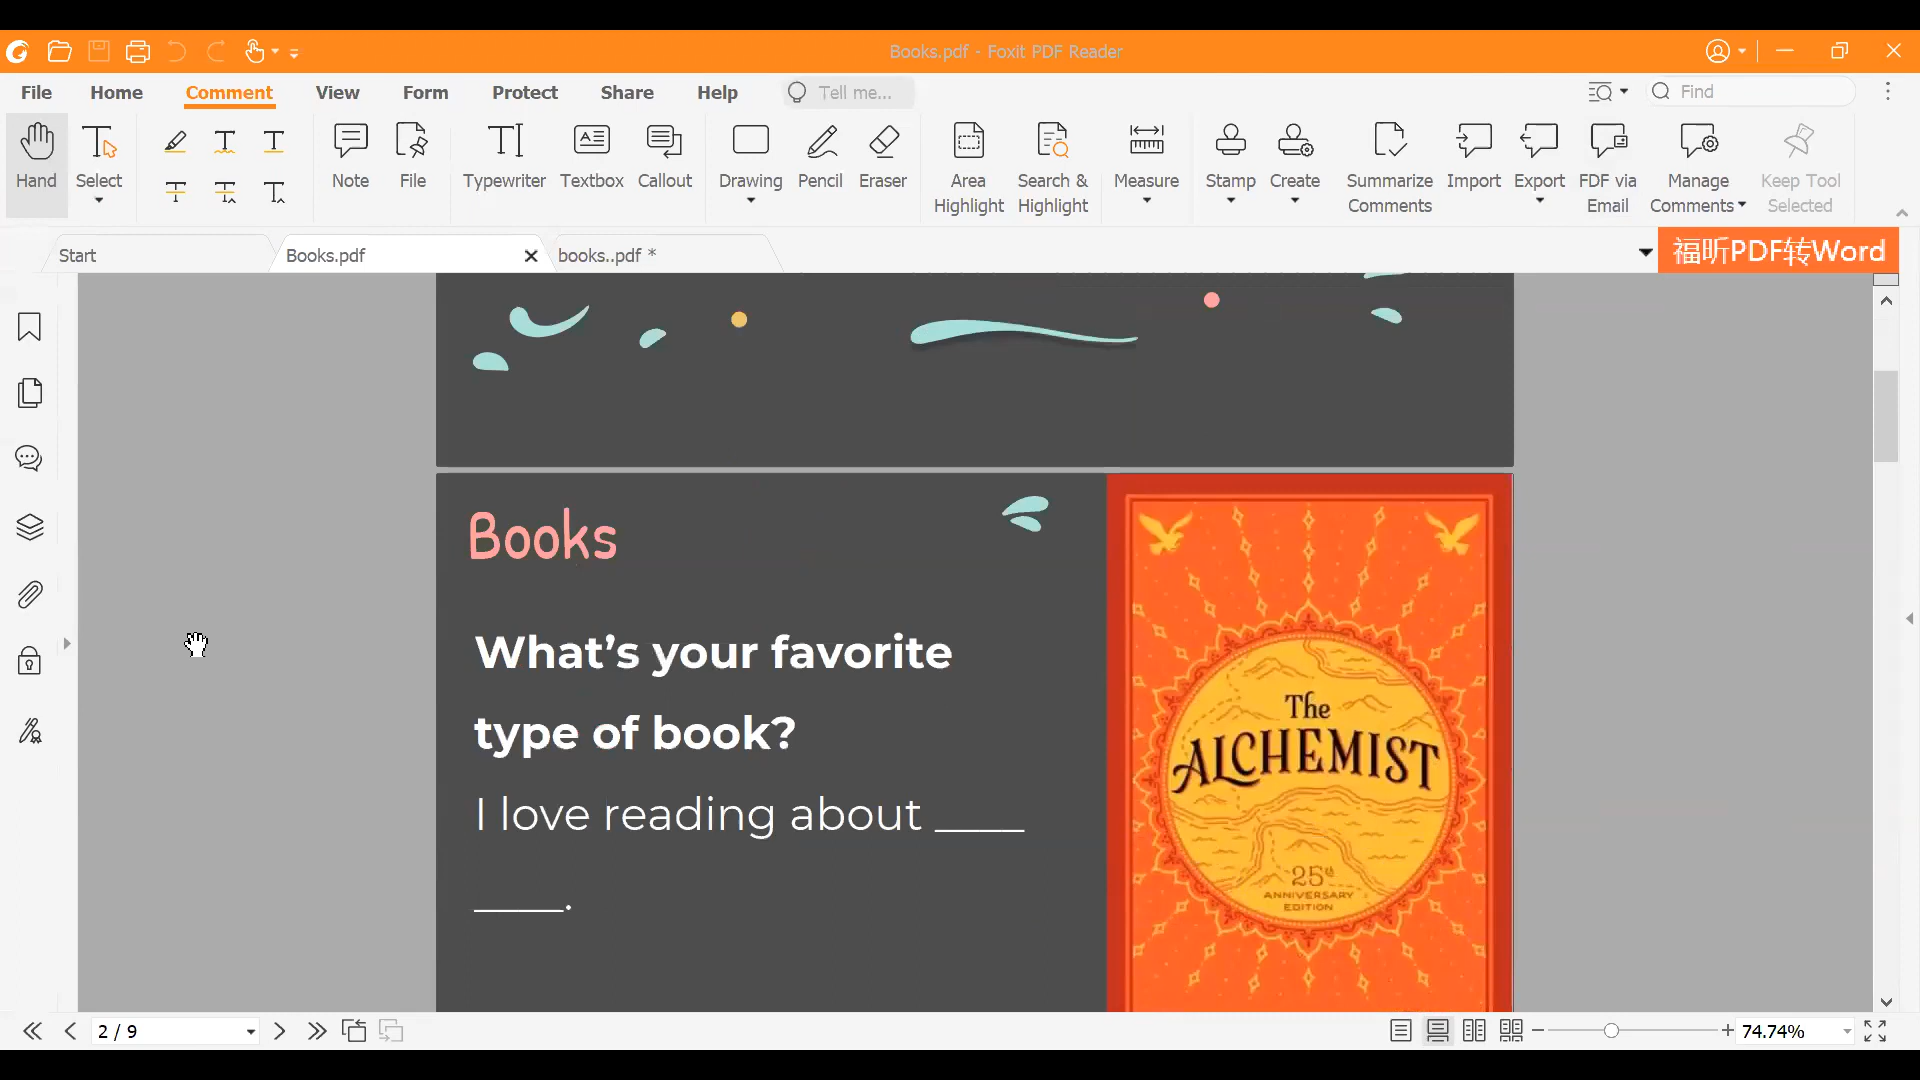 Books.pdf - Foxit PDF Reader
File Home Comment View Form Protect Share Help Tell me... Find
Hand Select Note File Typewriter Textbox Callout Drawing Pencil Eraser Area Highlight Search & Highlight Measure Stamp Create Summarize Comments Import Export FDF via Email Manage Comments Keep Tool Selected
Start Books.pdf books..pdf * 福昕PDF转Word
Books
What's your favorite
type of book?
I love reading about ____
____.
The
ALCHEMIST
25th
ANNIVERSARY
EDITION
2 / 9 74.74%